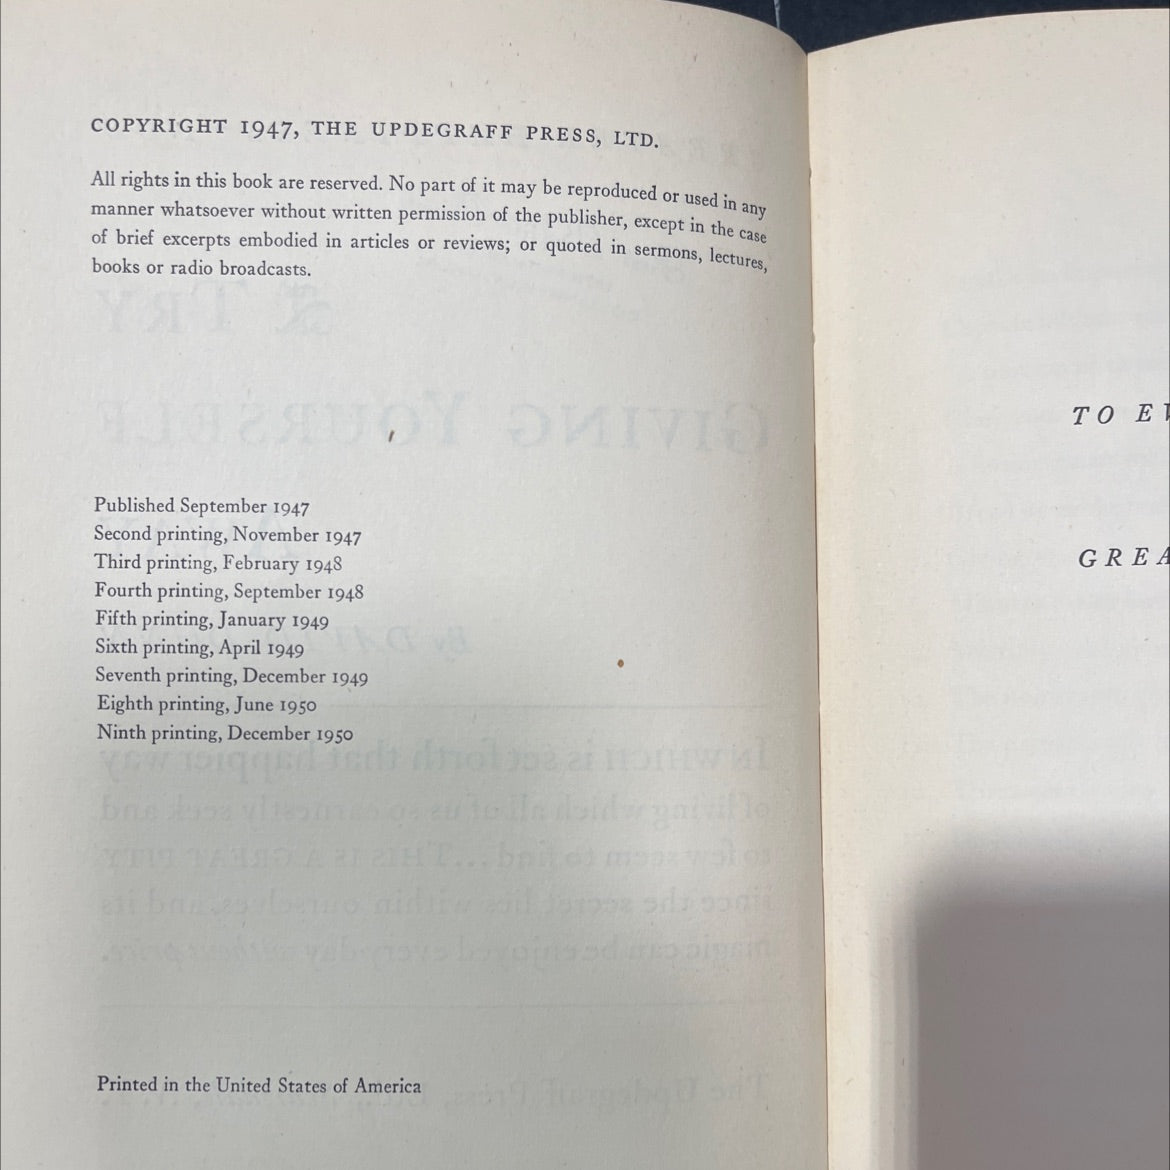 COPYRIGHT 1947, THE UPDEGRAFF PRESS, LTD.
All rights in this book are reserved. No part of it may be reproduced or used in any
manner whatsoever without written permission of the publisher, except in the case
of brief excerpts embodied in articles or reviews; or quoted in sermons, lectures,
books or radio broadcasts.
Published September 1947
Second printing, November 1947
Third printing, February 1948
Fourth printing, September 1948
Fifth printing, January 1949
Sixth printing, April 1949
Seventh printing, December 1949
Eighth printing, June 1950
Ninth printing, December 1950
Printed in the United States of America
TO